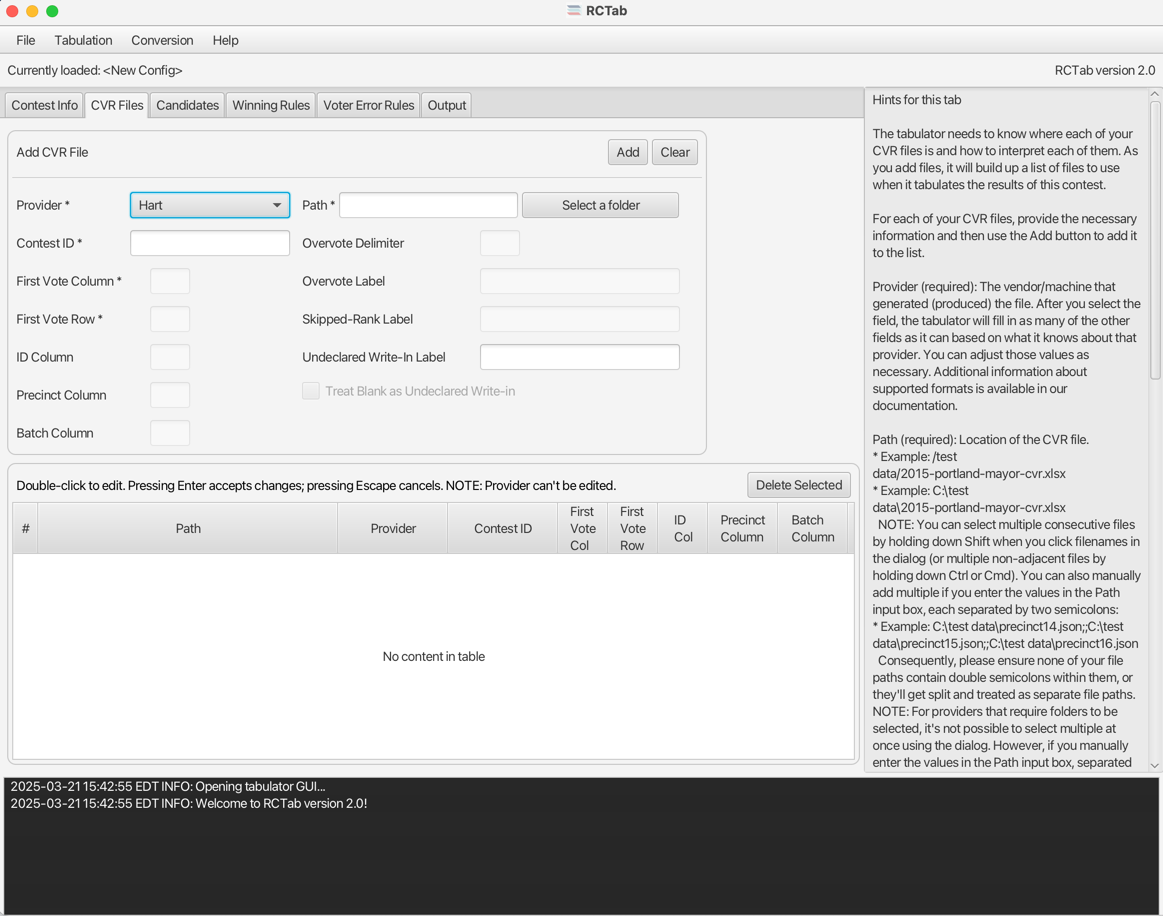 RCTab
File Tabulation Conversion Help
Currently loaded: <New Config> RCTab version 2.0
Contest Info CVR Files Candidates Winning Rules Voter Error Rules Output
Add CVR File Add Clear
Provider * Hart Path * Select a folder
Contest ID * Overvote Delimiter
First Vote Column * Overvote Label
First Vote Row * Skipped-Rank Label
ID Column Undeclared Write-In Label
Precinct Column Treat Blank as Undeclared Write-in
Batch Column
Double-click to edit. Pressing Enter accepts changes; pressing Escape cancels. NOTE: Provider can't be edited. Delete Selected
# Path Provider Contest ID First Vote Col First Vote Row ID Col Precinct Column Batch Column
No content in table
Hints for this tab
The tabulator needs to know where each of your
CVR files is and how to interpret each of them. As
you add files, it will build up a list of files to use
when it tabulates the results of this contest.
For each of your CVR files, provide the necessary
information and then use the Add button to add it
to the list.
Provider (required): The vendor/machine that
generated (produced) the file. After you select the
field, the tabulator will fill in as many of the other
fields as it can based on what it knows about that
provider. You can adjust those values as
necessary. Additional information about
supported formats is available in our
documentation.
Path (required): Location of the CVR file.
* Example: /test
data/2015-portland-mayor-cvr.xlsx
* Example: C:\test
data\2015-portland-mayor-cvr.xlsx
NOTE: You can select multiple consecutive files
by holding down Shift when you click filenames in
the dialog (or multiple non-adjacent files by
holding down Ctrl or Cmd). You can also manually
add multiple if you enter the values in the Path
input box, each separated by two semicolons:
* Example: C:\test data\precinct14.json;;C:\test
data\precinct15.json;;C:\test data\precinct16.json
Consequently, please ensure none of your file
paths contain double semicolons within them, or
they'll get split and treated as separate file paths.
NOTE: For providers that require folders to be
selected, it's not possible to select multiple at
once using the dialog. However, if you manually
enter the values in the Path input box, separated
2025-03-21 15:42:55 EDT INFO: Opening tabulator GUI...
2025-03-21 15:42:55 EDT INFO: Welcome to RCTab version 2.0!